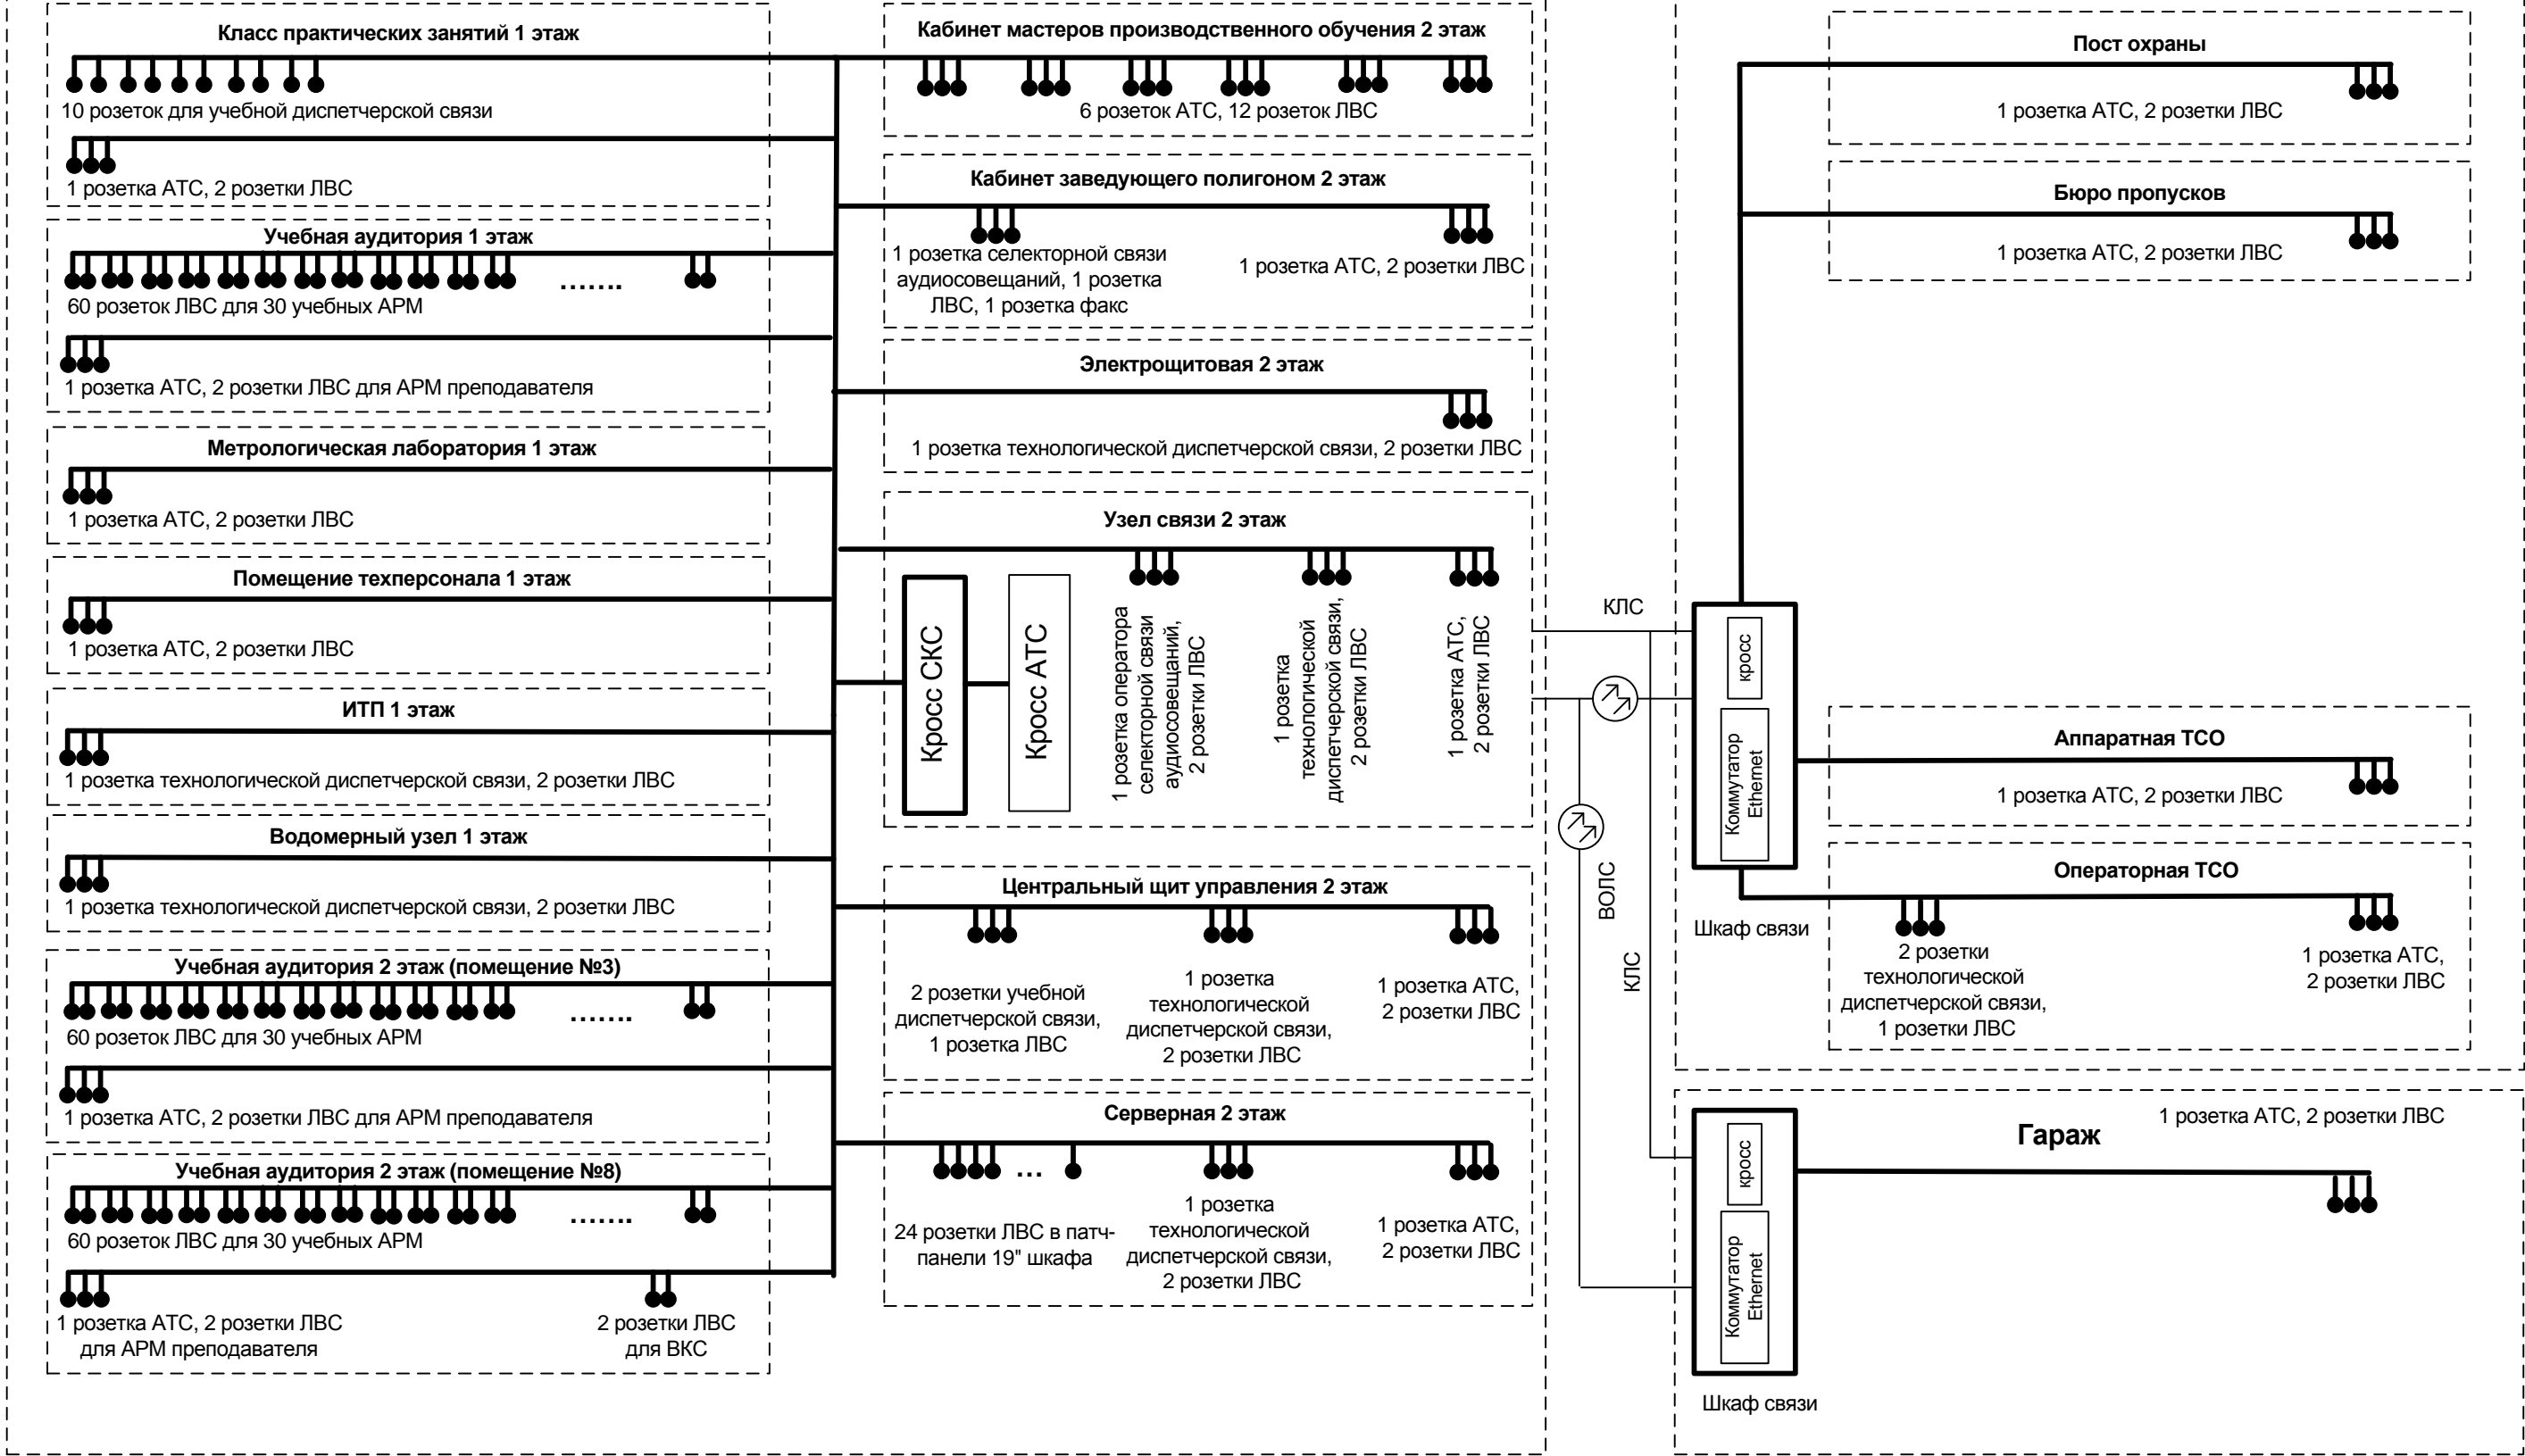 Класс практических занятий 1 этаж
10 розеток для учебной диспетчерской связи
1 розетка АТС, 2 розетки ЛВС
Учебная аудитория 1 этаж
.......
60 розеток ЛВС для 30 учебных АРМ
1 розетка АТС, 2 розетки ЛВС для АРМ преподавателя
Метрологическая лаборатория 1 этаж
1 розетка АТС, 2 розетки ЛВС
Помещение техперсонала 1 этаж
1 розетка АТС, 2 розетки ЛВС
ИТП 1 этаж
1 розетка технологической диспетчерской связи, 2 розетки ЛВС
Водомерный узел 1 этаж
1 розетка технологической диспетчерской связи, 2 розетки ЛВС
Учебная аудитория 2 этаж (помещение №3)
.......
60 розеток ЛВС для 30 учебных АРМ
1 розетка АТС, 2 розетки ЛВС для АРМ преподавателя
Учебная аудитория 2 этаж (помещение №8)
.......
60 розеток ЛВС для 30 учебных АРМ
1 розетка АТС, 2 розетки ЛВС
для АРМ преподавателя
2 розетки ЛВС
для ВКС
Кабинет мастеров производственного обучения 2 этаж
6 розеток АТС, 12 розеток ЛВС
Кабинет заведующего полигоном 2 этаж
1 розетка селекторной связи
аудиосовещаний, 1 розетка
ЛВС, 1 розетка факс
1 розетка АТС, 2 розетки ЛВС
Электрощитовая 2 этаж
1 розетка технологической диспетчерской связи, 2 розетки ЛВС
Узел связи 2 этаж
Кросс СКС
Кросс АТС
1 розетка оператора
селекторной связи
аудиосовещаний,
2 розетки ЛВС
1 розетка
технологической
диспетчерской связи,
2 розетки ЛВС
1 розетка АТС,
2 розетки ЛВС
Центральный щит управления 2 этаж
2 розетки учебной
диспетчерской связи,
1 розетка ЛВС
1 розетка
технологической
диспетчерской связи,
2 розетки ЛВС
1 розетка АТС,
2 розетки ЛВС
Серверная 2 этаж
...
24 розетки ЛВС в патч-
панели 19" шкафа
1 розетка
технологической
диспетчерской связи,
2 розетки ЛВС
1 розетка АТС,
2 розетки ЛВС
КЛС
ВОЛС
КЛС
Пост охраны
1 розетка АТС, 2 розетки ЛВС
Бюро пропусков
1 розетка АТС, 2 розетки ЛВС
кросс
Коммутатор
Ethernet
Шкаф связи
Аппаратная ТСО
1 розетка АТС, 2 розетки ЛВС
Операторная ТСО
2 розетки
технологической
диспетчерской связи,
1 розетки ЛВС
1 розетка АТС,
2 розетки ЛВС
кросс
Коммутатор
Ethernet
Шкаф связи
Гараж
1 розетка АТС, 2 розетки ЛВС